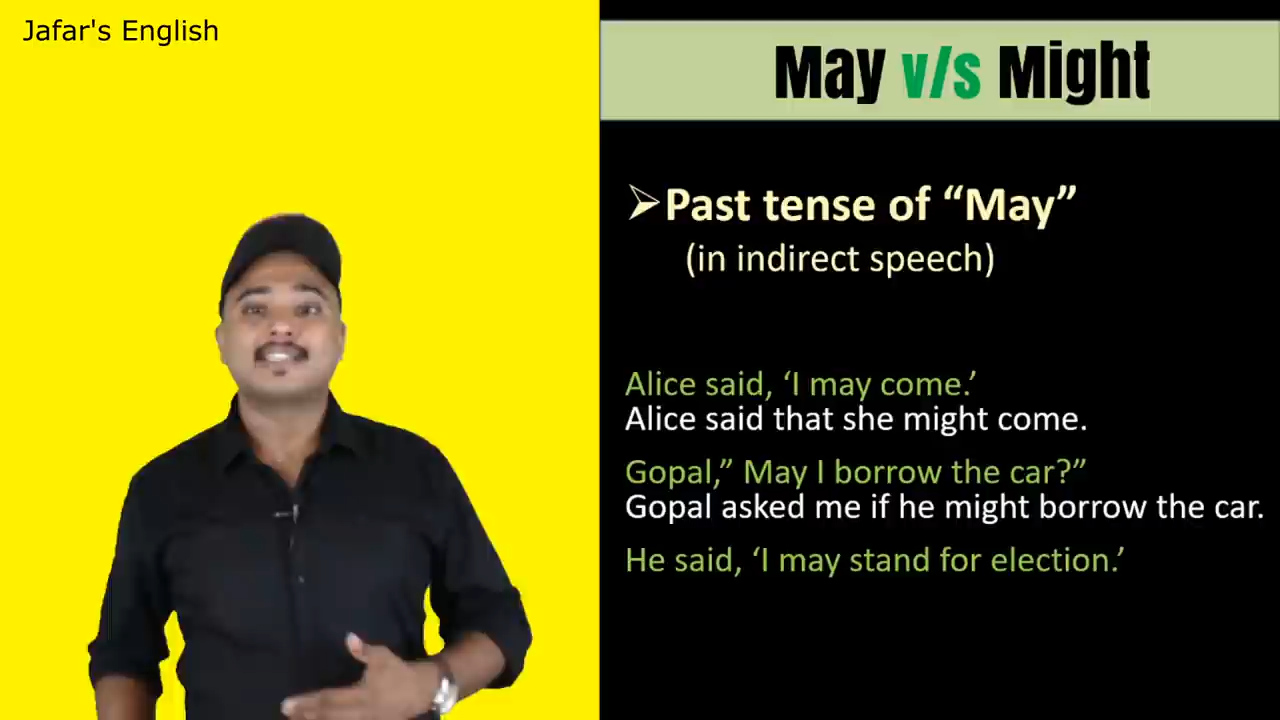 Jafar's English
May v/s Might
➢Past tense of “May”
(in indirect speech)
Alice said, ‘I may come.’
Alice said that she might come.
Gopal,” May I borrow the car?”
Gopal asked me if he might borrow the car.
He said, ‘I may stand for election.’